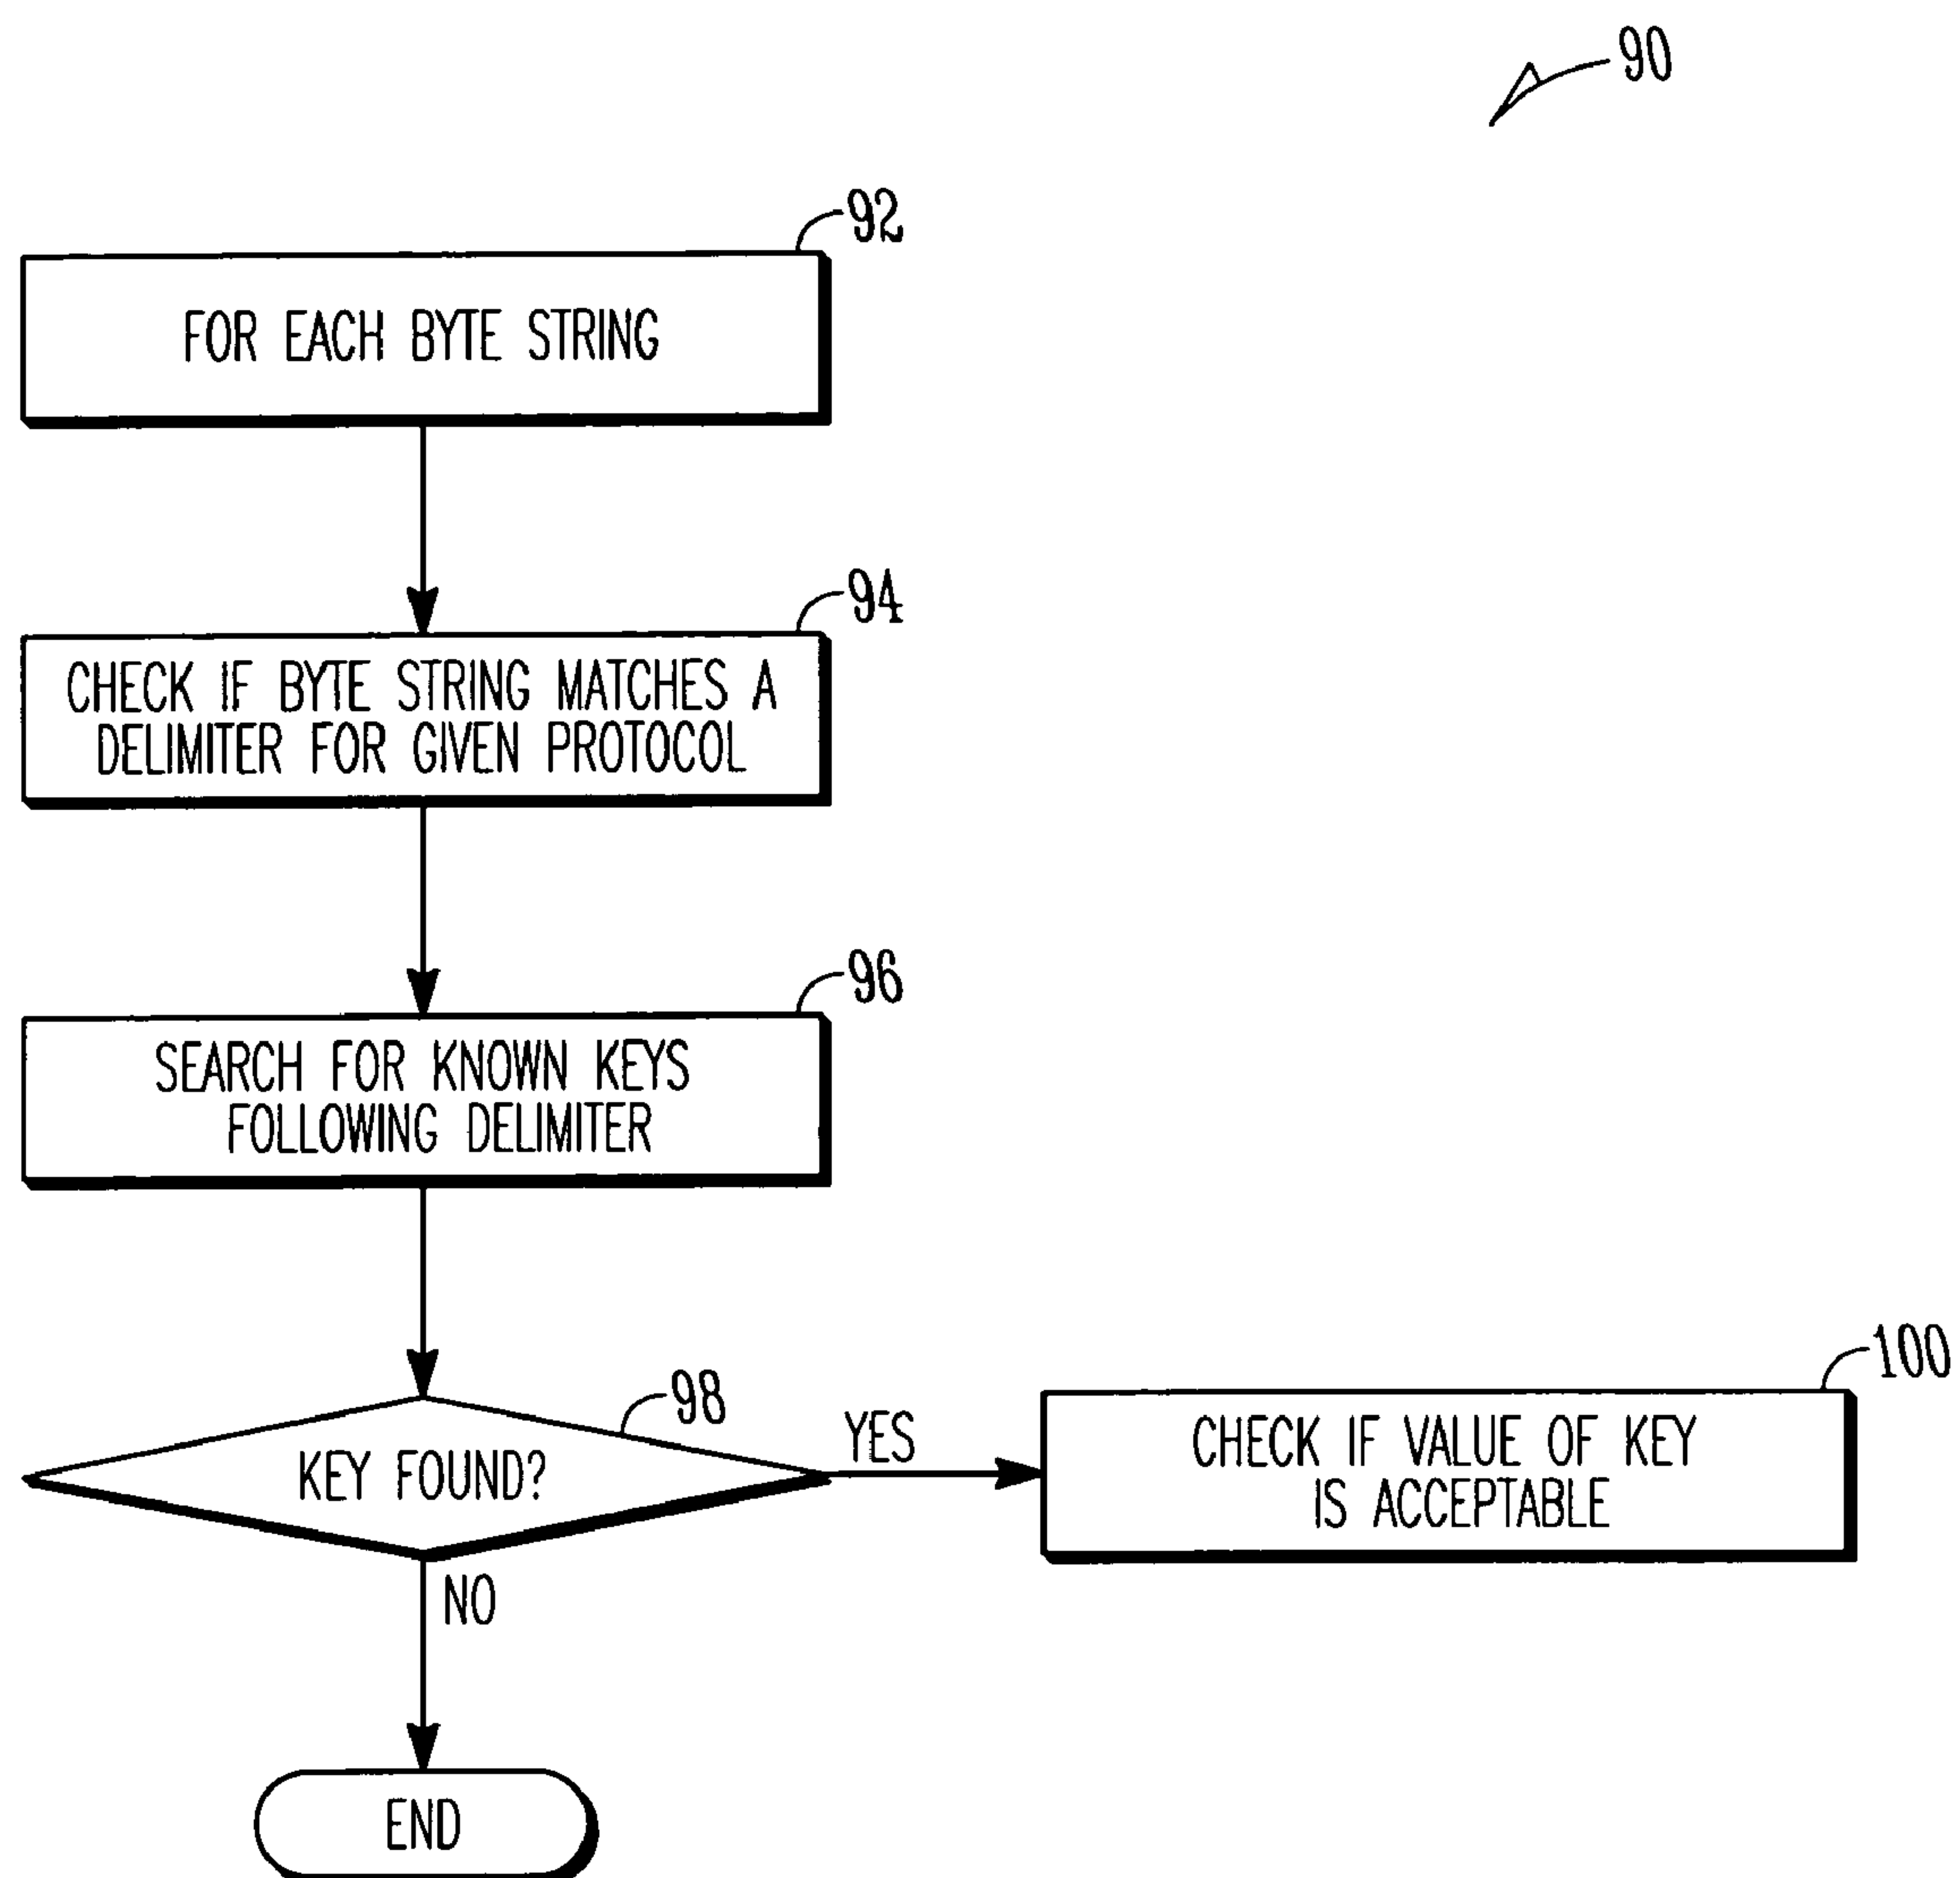 90
92
FOR EACH BYTE STRING
94
CHECK IF BYTE STRING MATCHES A
DELIMITER FOR GIVEN PROTOCOL
96
SEARCH FOR KNOWN KEYS
FOLLOWING DELIMITER
98
KEY FOUND?
YES
100
CHECK IF VALUE OF KEY
IS ACCEPTABLE
NO
END